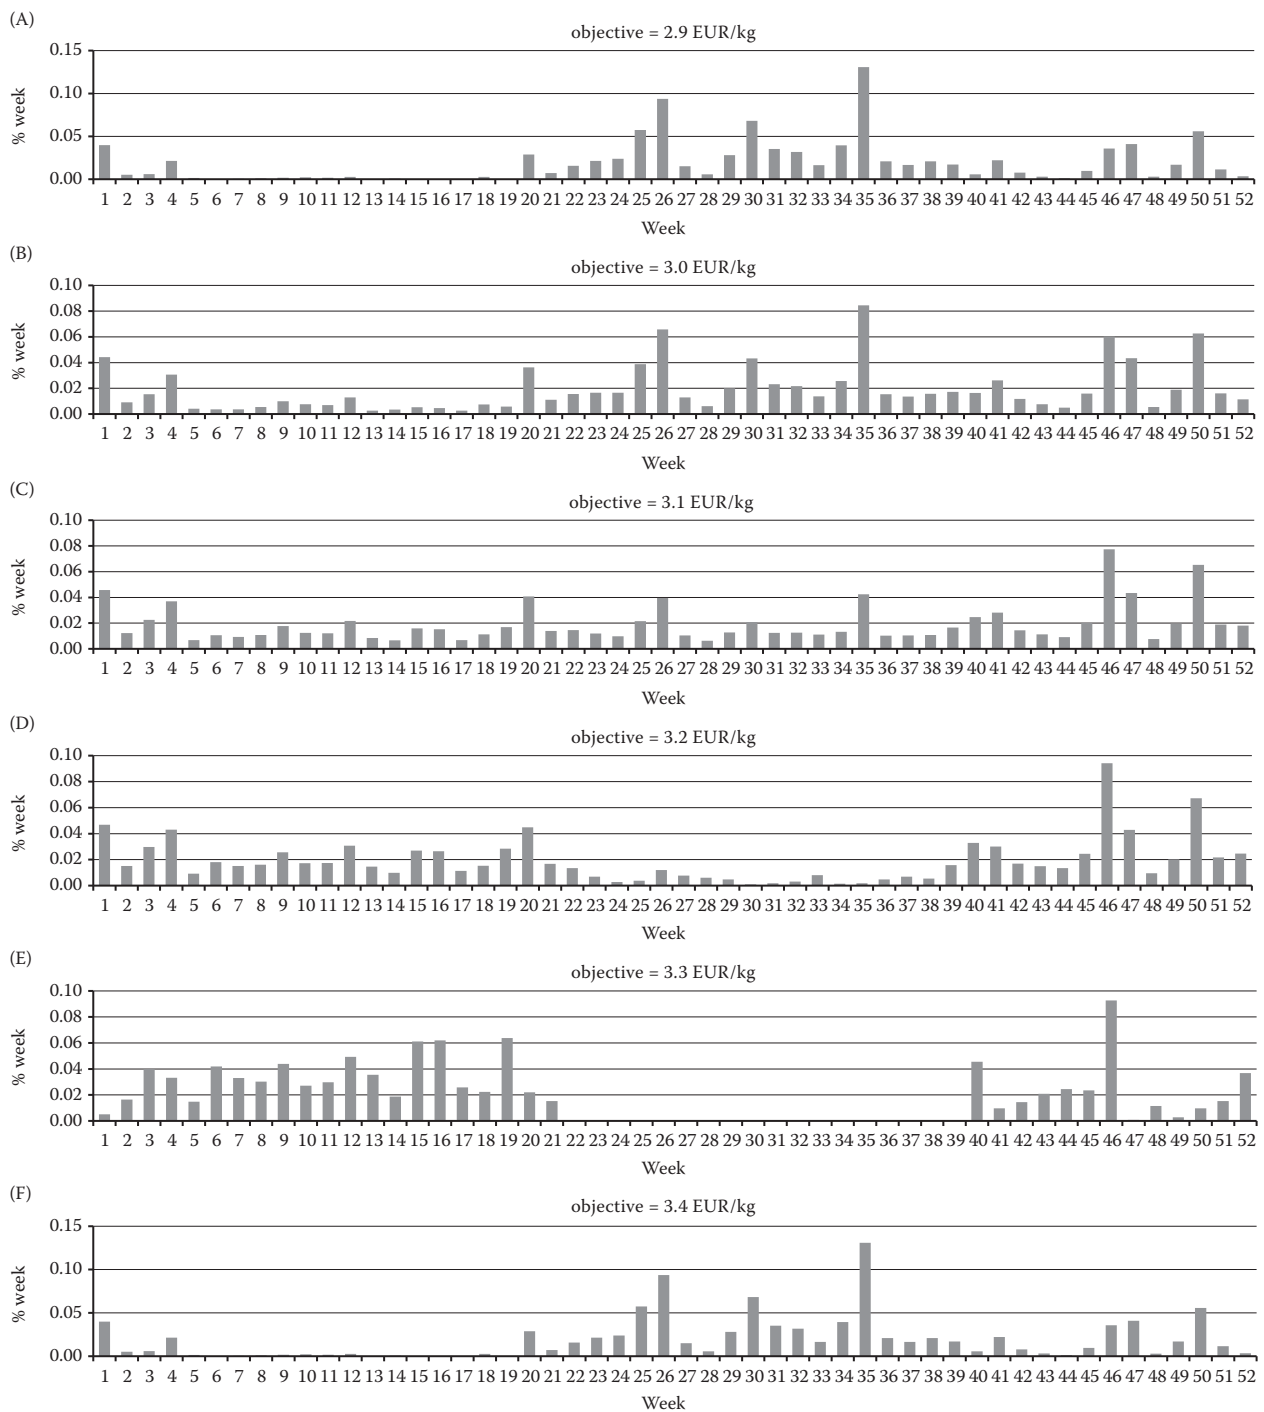 (A)
objective = 2.9 EUR/kg
% week
0.15
0.10
0.05
0.00
1 2 3 4 5 6 7 8 9 10 11 12 13 14 15 16 17 18 19 20 21 22 23 24 25 26 27 28 29 30 31 32 33 34 35 36 37 38 39 40 41 42 43 44 45 46 47 48 49 50 51 52
Week
(B)
objective = 3.0 EUR/kg
% week
0.10
0.08
0.06
0.04
0.02
0.00
1 2 3 4 5 6 7 8 9 10 11 12 13 14 15 16 17 18 19 20 21 22 23 24 25 26 27 28 29 30 31 32 33 34 35 36 37 38 39 40 41 42 43 44 45 46 47 48 49 50 51 52
Week
(C)
objective = 3.1 EUR/kg
% week
0.10
0.08
0.06
0.04
0.02
0.00
1 2 3 4 5 6 7 8 9 10 11 12 13 14 15 16 17 18 19 20 21 22 23 24 25 26 27 28 29 30 31 32 33 34 35 36 37 38 39 40 41 42 43 44 45 46 47 48 49 50 51 52
Week
(D)
objective = 3.2 EUR/kg
% week
0.10
0.08
0.06
0.04
0.02
0.00
1 2 3 4 5 6 7 8 9 10 11 12 13 14 15 16 17 18 19 20 21 22 23 24 25 26 27 28 29 30 31 32 33 34 35 36 37 38 39 40 41 42 43 44 45 46 47 48 49 50 51 52
Week
(E)
objective = 3.3 EUR/kg
% week
0.10
0.08
0.06
0.04
0.02
0.00
1 2 3 4 5 6 7 8 9 10 11 12 13 14 15 16 17 18 19 20 21 22 23 24 25 26 27 28 29 30 31 32 33 34 35 36 37 38 39 40 41 42 43 44 45 46 47 48 49 50 51 52
Week
(F)
objective = 3.4 EUR/kg
% week
0.15
0.10
0.05
0.00
1 2 3 4 5 6 7 8 9 10 11 12 13 14 15 16 17 18 19 20 21 22 23 24 25 26 27 28 29 30 31 32 33 34 35 36 37 38 39 40 41 42 43 44 45 46 47 48 49 50 51 52
Week